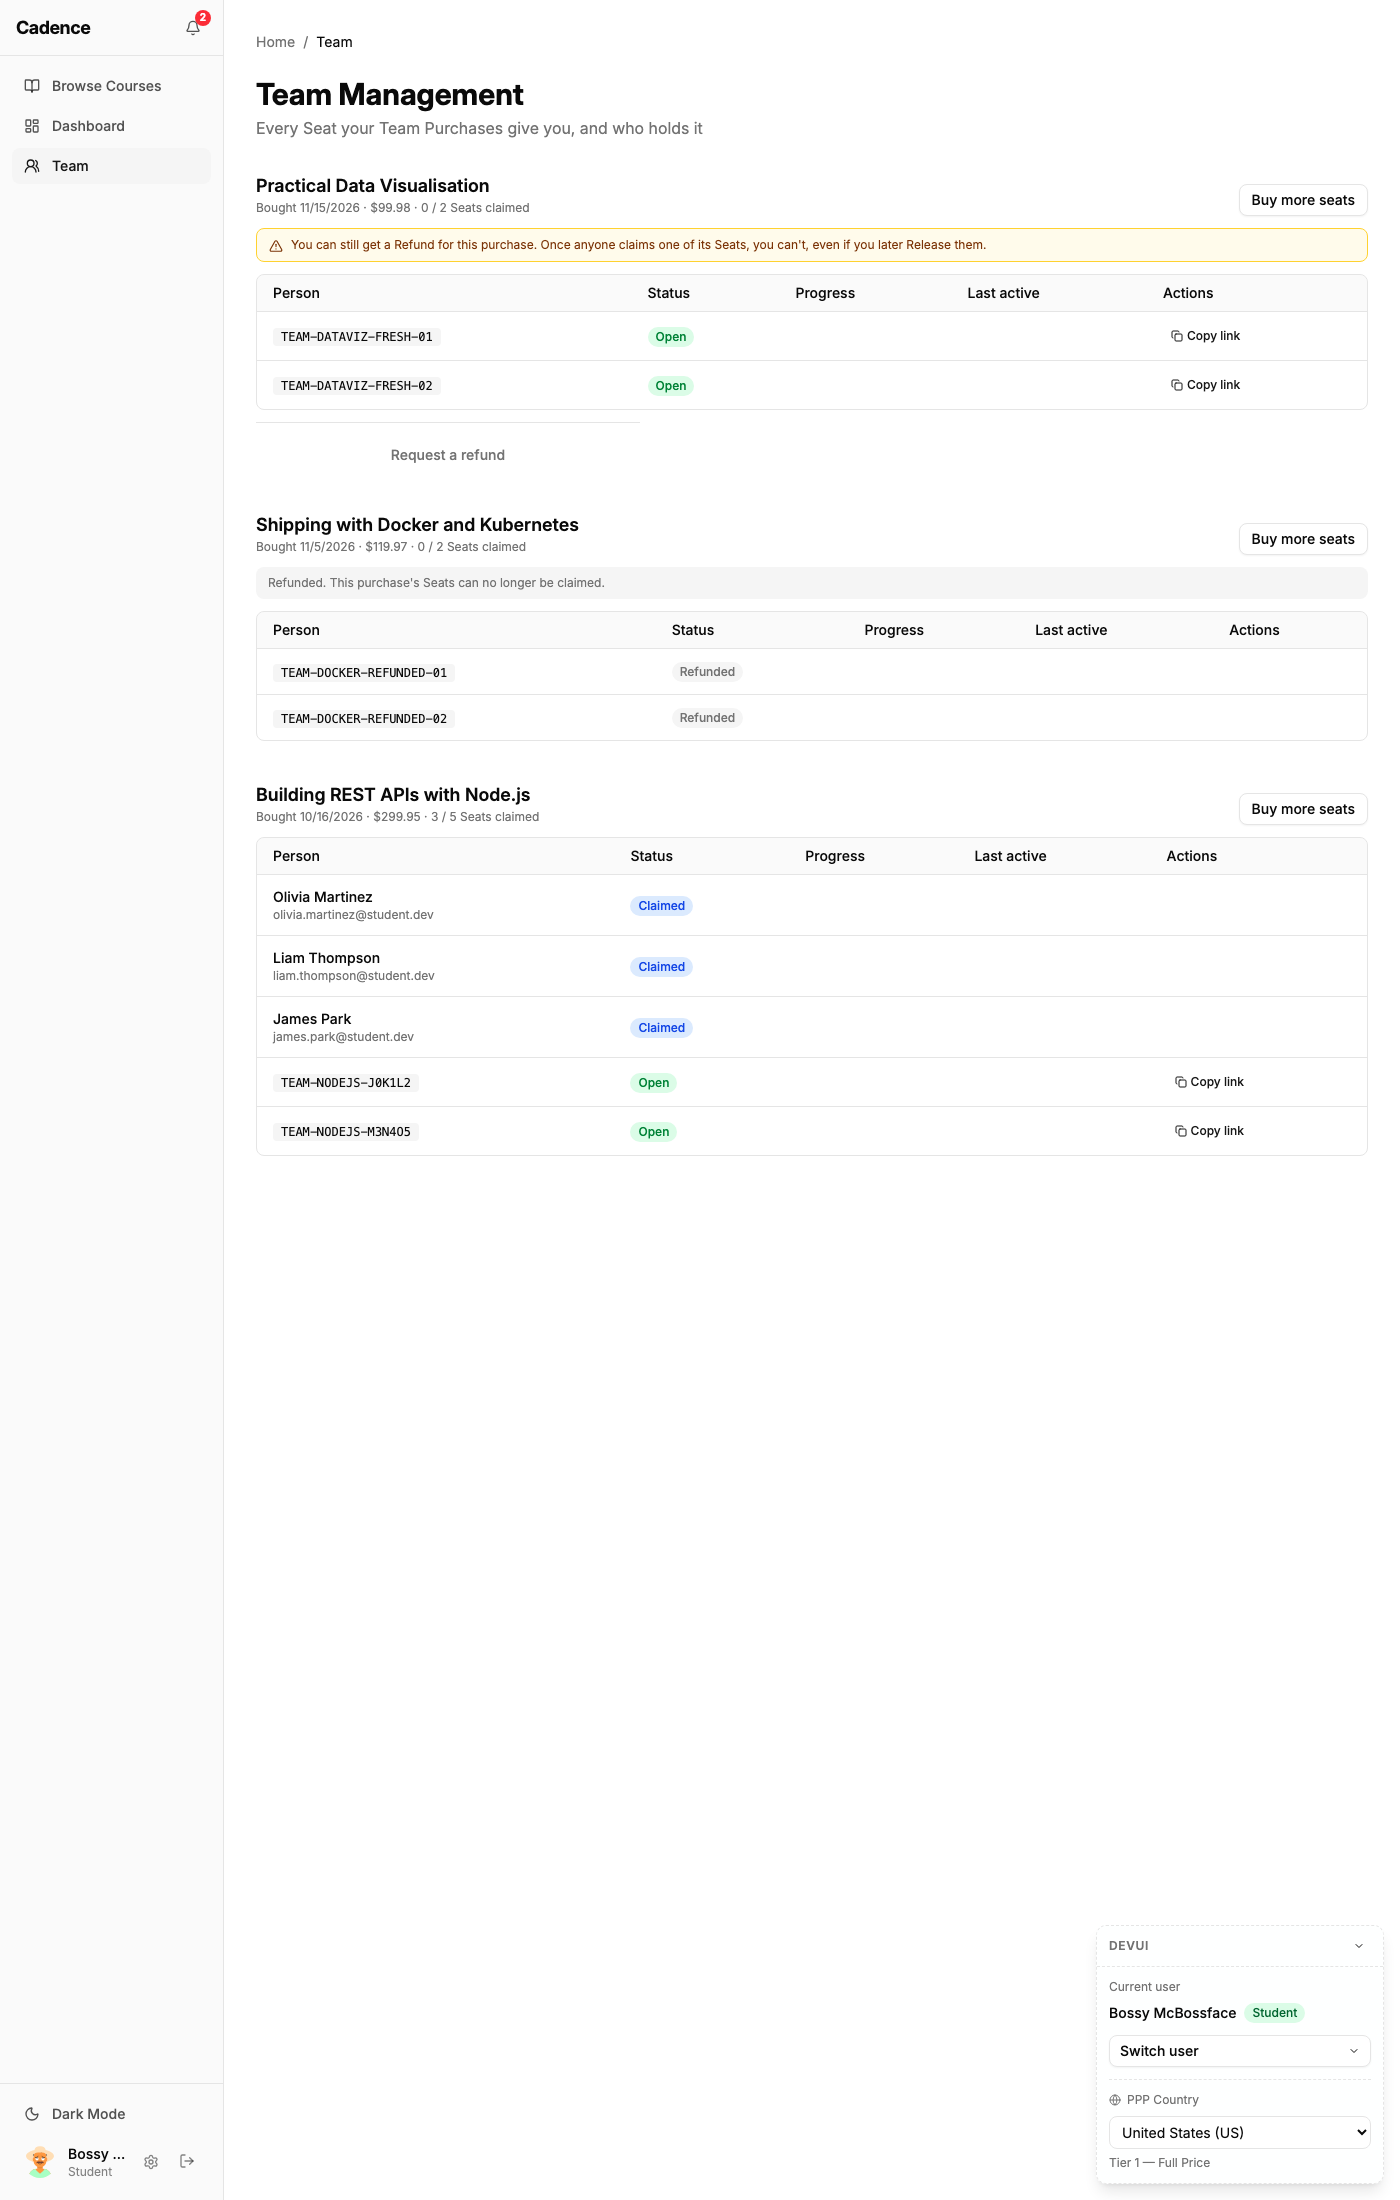 Cadence
2
Browse Courses
Dashboard
Team
Home / Team
Team Management
Every Seat your Team Purchases give you, and who holds it
Practical Data Visualisation
Bought 11/15/2026 · $99.98 · 0 / 2 Seats claimed
Buy more seats
You can still get a Refund for this purchase. Once anyone claims one of its Seats, you can't, even if you later Release them.
Person Status Progress Last active Actions
TEAM-DATAVIZ-FRESH-01 Open Copy link
TEAM-DATAVIZ-FRESH-02 Open Copy link
Request a refund
Shipping with Docker and Kubernetes
Bought 11/5/2026 · $119.97 · 0 / 2 Seats claimed
Buy more seats
Refunded. This purchase's Seats can no longer be claimed.
Person Status Progress Last active Actions
TEAM-DOCKER-REFUNDED-01 Refunded
TEAM-DOCKER-REFUNDED-02 Refunded
Building REST APIs with Node.js
Bought 10/16/2026 · $299.95 · 3 / 5 Seats claimed
Buy more seats
Person Status Progress Last active Actions
Olivia Martinez
olivia.martinez@student.dev
Claimed
Liam Thompson
liam.thompson@student.dev
Claimed
James Park
james.park@student.dev
Claimed
TEAM-NODEJS-J0K1L2 Open Copy link
TEAM-NODEJS-M3N4O5 Open Copy link
DEVUI
Current user
Bossy McBossface Student
Switch user
PPP Country
United States (US)
Tier 1 — Full Price
Dark Mode
Bossy ...
Student